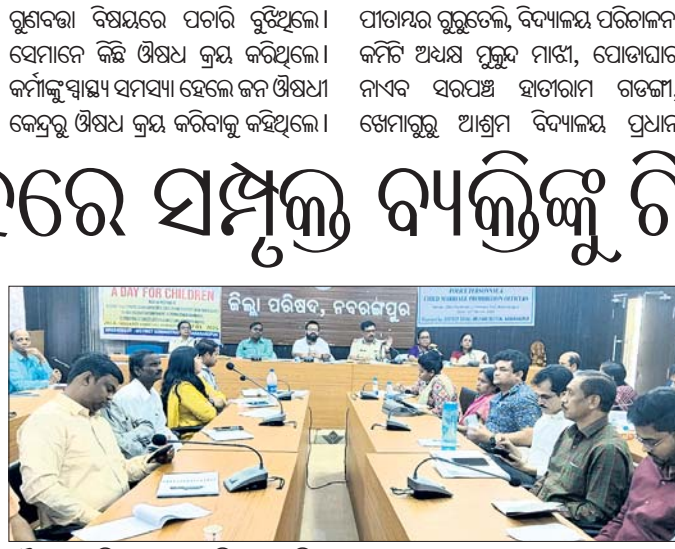 ଗୁଣବତ୍ତା ବିଷୟରେ ପଚାରି ବୁଝିଥିଲେ।
ସେମାନେ କିଛି ଔଷଧ କ୍ରୟ କରିଥିଲେ।
କର୍ମୀଙ୍କୁ ସ୍ବାସ୍ଥ୍ୟ ସମସ୍ୟା ହେଲେ ଜନ ଔଷଧୀ
କେନ୍ଦ୍ରରୁ ଔଷଧ କ୍ରୟ କରିବାକୁ କହିଥିଲେ।
ପୀତାମ୍ବର ଗୁରୁତେଲି, ବିଦ୍ୟାଳୟ ପରିଚାଳନ
କମିଟି ଅଧ୍ୟକ୍ଷ ମୁକୁନ୍ଦ ମାଝୀ, ପୋଡାଘାର
ନାଏବ ସରପଞ୍ଚ ହାତୀରାମ ଗଡଙ୍ଗୀ,
ଖେମାଗୁରୁ ଆଶ୍ରମ ବିଦ୍ୟାଳୟ ପ୍ରଧାନ
ରେ ସମ୍ପୃକ୍ତ ବ୍ୟକ୍ତିଙ୍କୁ ଚି
A DAY FOR CHILDREN
ଜିଲ୍ଲା ପରିଷଦ, ନବରଙ୍ଗପୁର
POLICE PERSONNEL &
CHILD MARRIAGE PROHIBITION OFFICERS